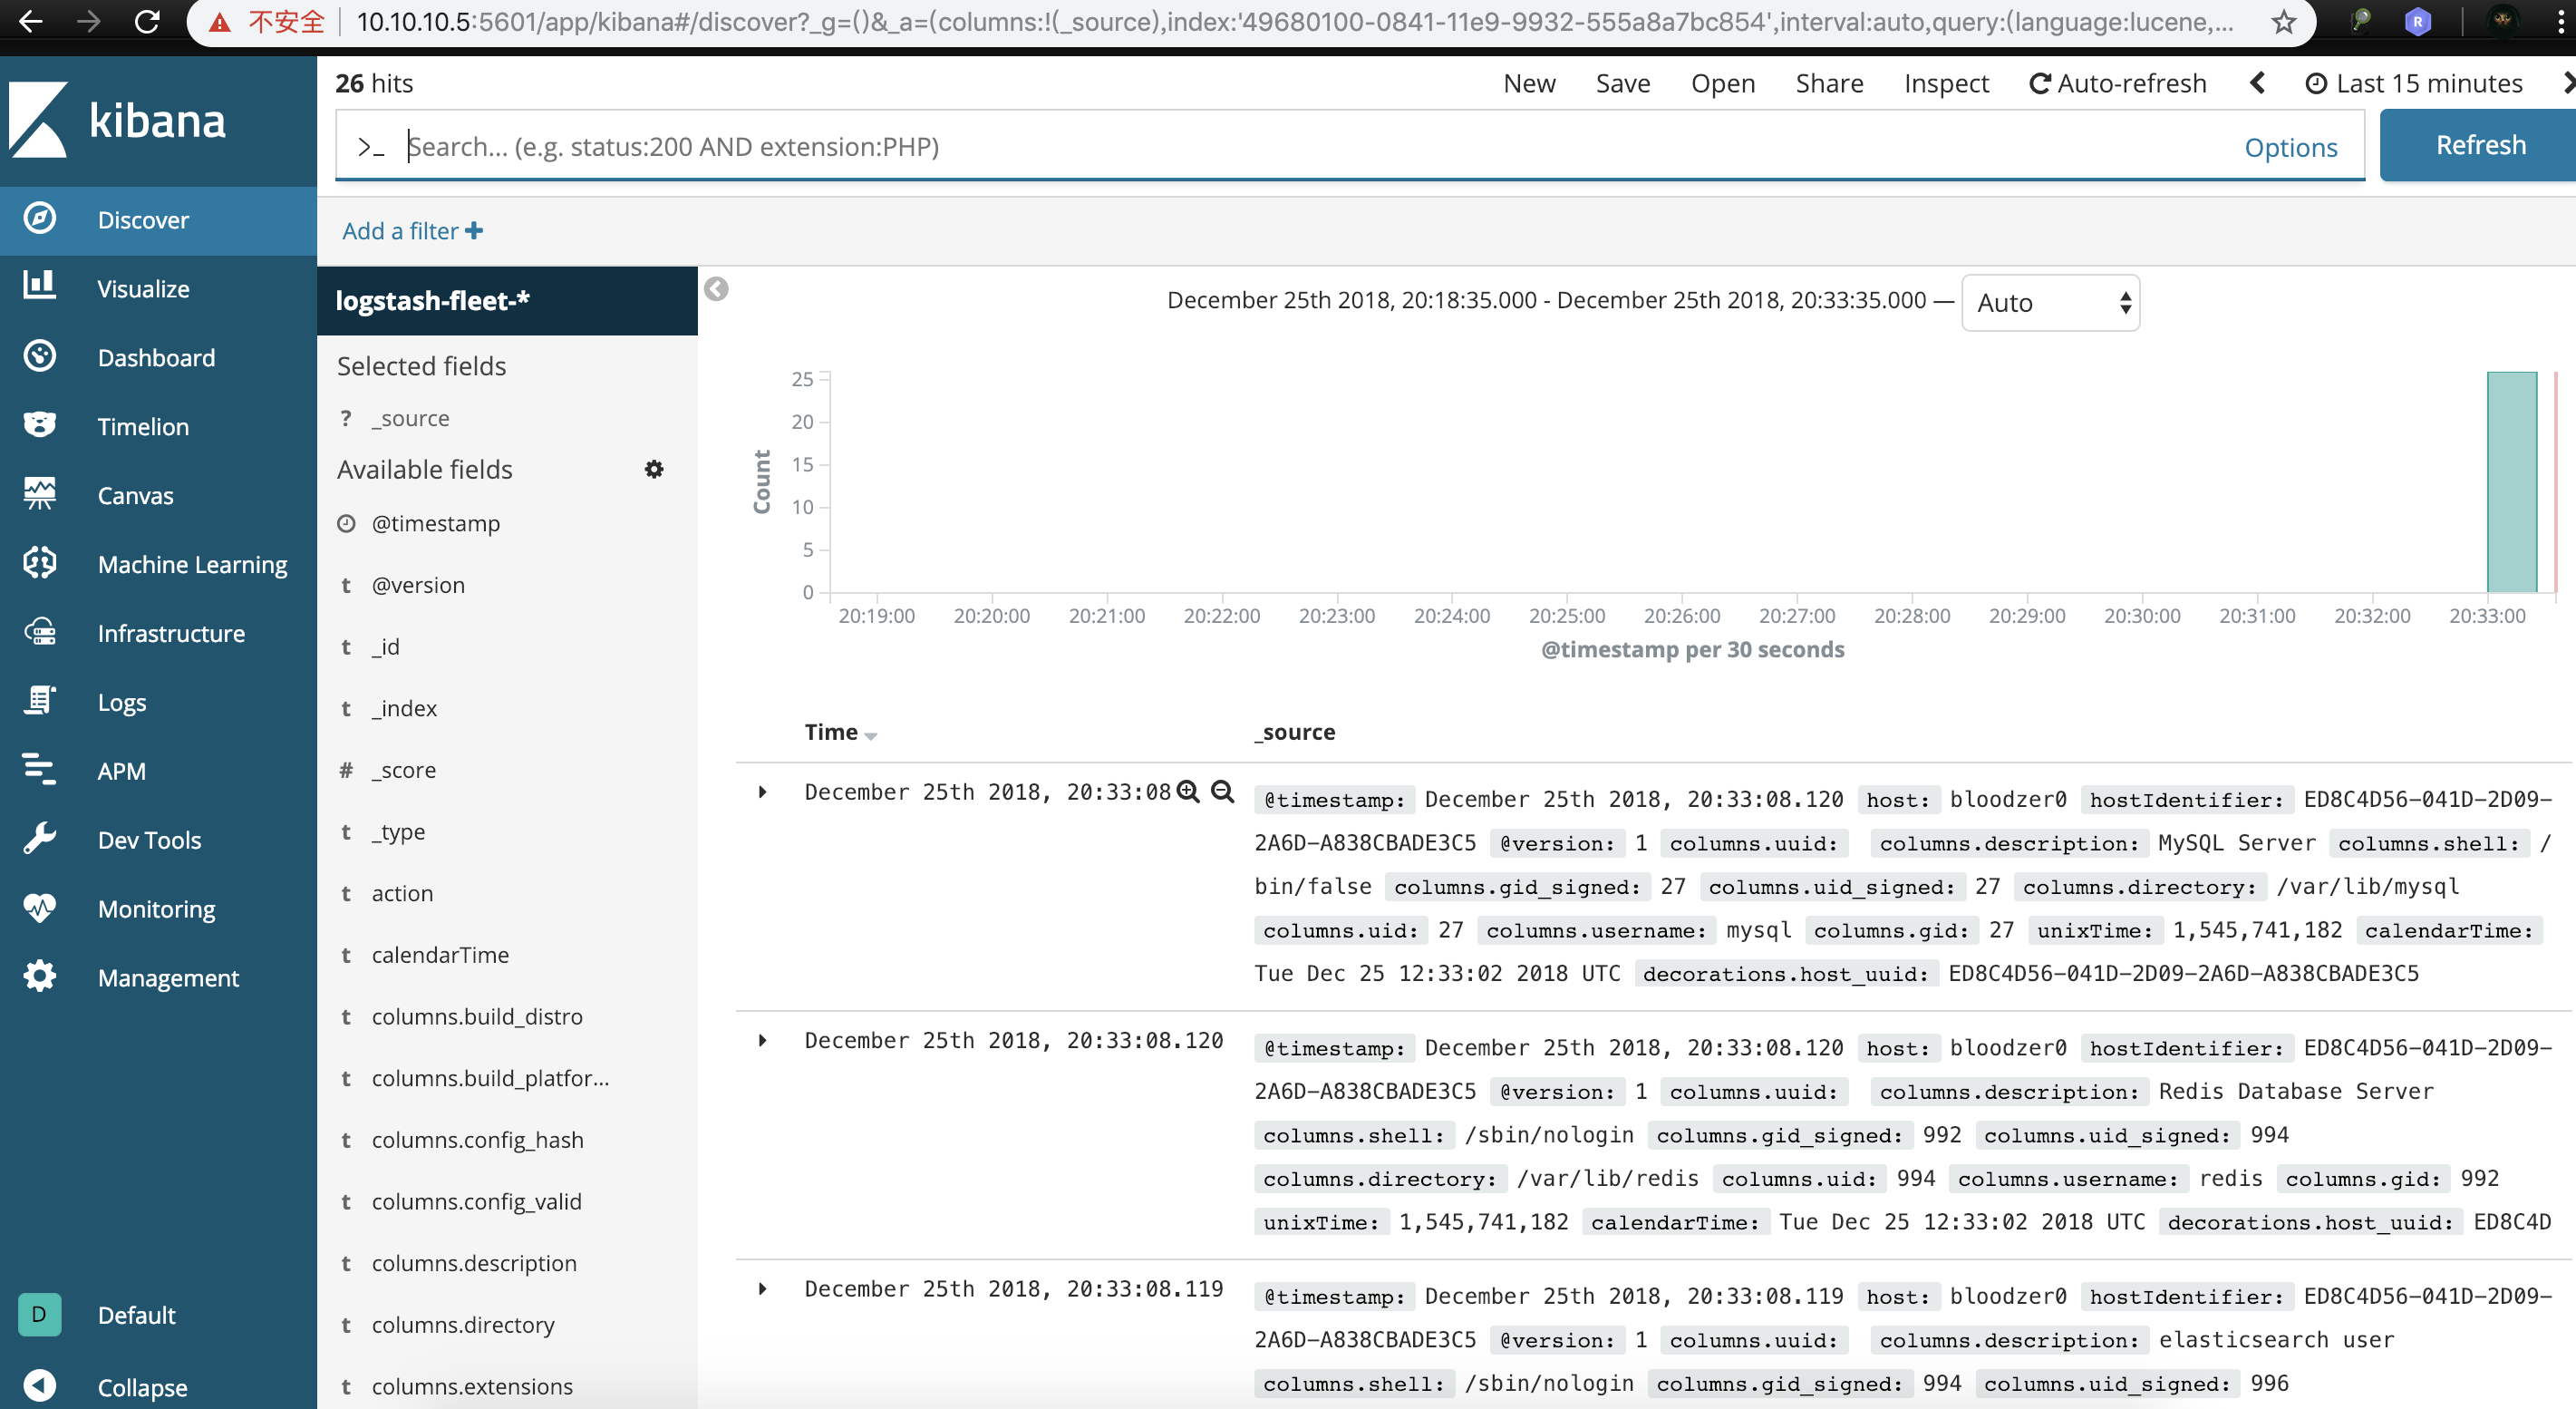 不安全 10.10.10.5:5601/app/kibana#/discover?_g=()&_a=(columns:!(_source),index:'49680100-0841-11e9-9932-555a8a7bc854',interval:auto,query:(language:lucene,...
R
kibana
26 hits
New Save Open Share Inspect Auto-refresh Last 15 minutes
>_ Search... (e.g. status:200 AND extension:PHP) Options Refresh
Add a filter
Discover
Visualize
Dashboard
Timelion
Canvas
Machine Learning
Infrastructure
Logs
APM
Dev Tools
Monitoring
Management
D Default
Collapse
logstash-fleet-*
Selected fields
? _source
Available fields
@timestamp
t @version
t _id
t _index
# _score
t _type
t action
t calendarTime
t columns.build_distro
t columns.build_platfor...
t columns.config_hash
t columns.config_valid
t columns.description
t columns.directory
t columns.extensions
December 25th 2018, 20:18:35.000 - December 25th 2018, 20:33:35.000 — Auto
Count
25
20
15
10
5
0
20:19:00 20:20:00 20:21:00 20:22:00 20:23:00 20:24:00 20:25:00 20:26:00 20:27:00 20:28:00 20:29:00 20:30:00 20:31:00 20:32:00 20:33:00
@timestamp per 30 seconds
Time _source
December 25th 2018, 20:33:08
@timestamp: December 25th 2018, 20:33:08.120 host: bloodzer0 hostIdentifier: ED8C4D56-041D-2D09-
2A6D-A838CBADE3C5 @version: 1 columns.uuid: columns.description: MySQL Server columns.shell: /
bin/false columns.gid_signed: 27 columns.uid_signed: 27 columns.directory: /var/lib/mysql
columns.uid: 27 columns.username: mysql columns.gid: 27 unixTime: 1,545,741,182 calendarTime:
Tue Dec 25 12:33:02 2018 UTC decorations.host_uuid: ED8C4D56-041D-2D09-2A6D-A838CBADE3C5
December 25th 2018, 20:33:08.120
@timestamp: December 25th 2018, 20:33:08.120 host: bloodzer0 hostIdentifier: ED8C4D56-041D-2D09-
2A6D-A838CBADE3C5 @version: 1 columns.uuid: columns.description: Redis Database Server
columns.shell: /sbin/nologin columns.gid_signed: 992 columns.uid_signed: 994
columns.directory: /var/lib/redis columns.uid: 994 columns.username: redis columns.gid: 992
unixTime: 1,545,741,182 calendarTime: Tue Dec 25 12:33:02 2018 UTC decorations.host_uuid: ED8C4D
December 25th 2018, 20:33:08.119
@timestamp: December 25th 2018, 20:33:08.119 host: bloodzer0 hostIdentifier: ED8C4D56-041D-2D09-
2A6D-A838CBADE3C5 @version: 1 columns.uuid: columns.description: elasticsearch user
columns.shell: /sbin/nologin columns.gid_signed: 994 columns.uid_signed: 996